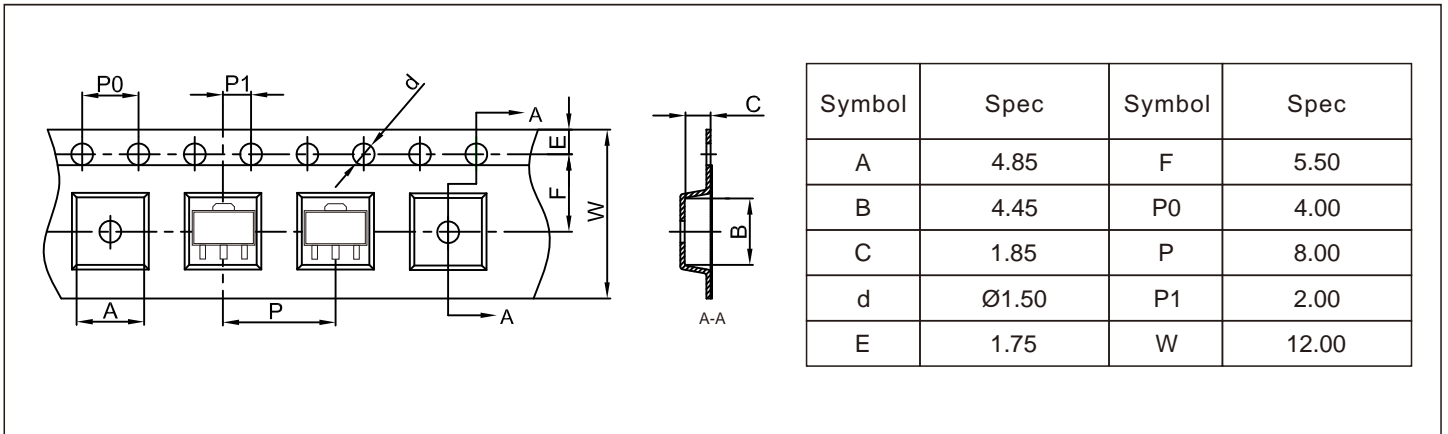 P0 P1 d A
E
F
W
A P A
C
B
A-A
Symbol Spec Symbol Spec
A 4.85 F 5.50
B 4.45 P0 4.00
C 1.85 P 8.00
d Ø1.50 P1 2.00
E 1.75 W 12.00